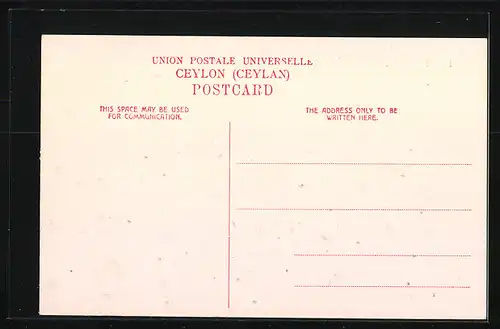 UNION POSTALE UNIVERSELLE
CEYLON (CEYLAN)
POSTCARD
THIS SPACE MAY BE USED
FOR COMMUNICATION.
THE ADDRESS ONLY TO BE
WRITTEN HERE.